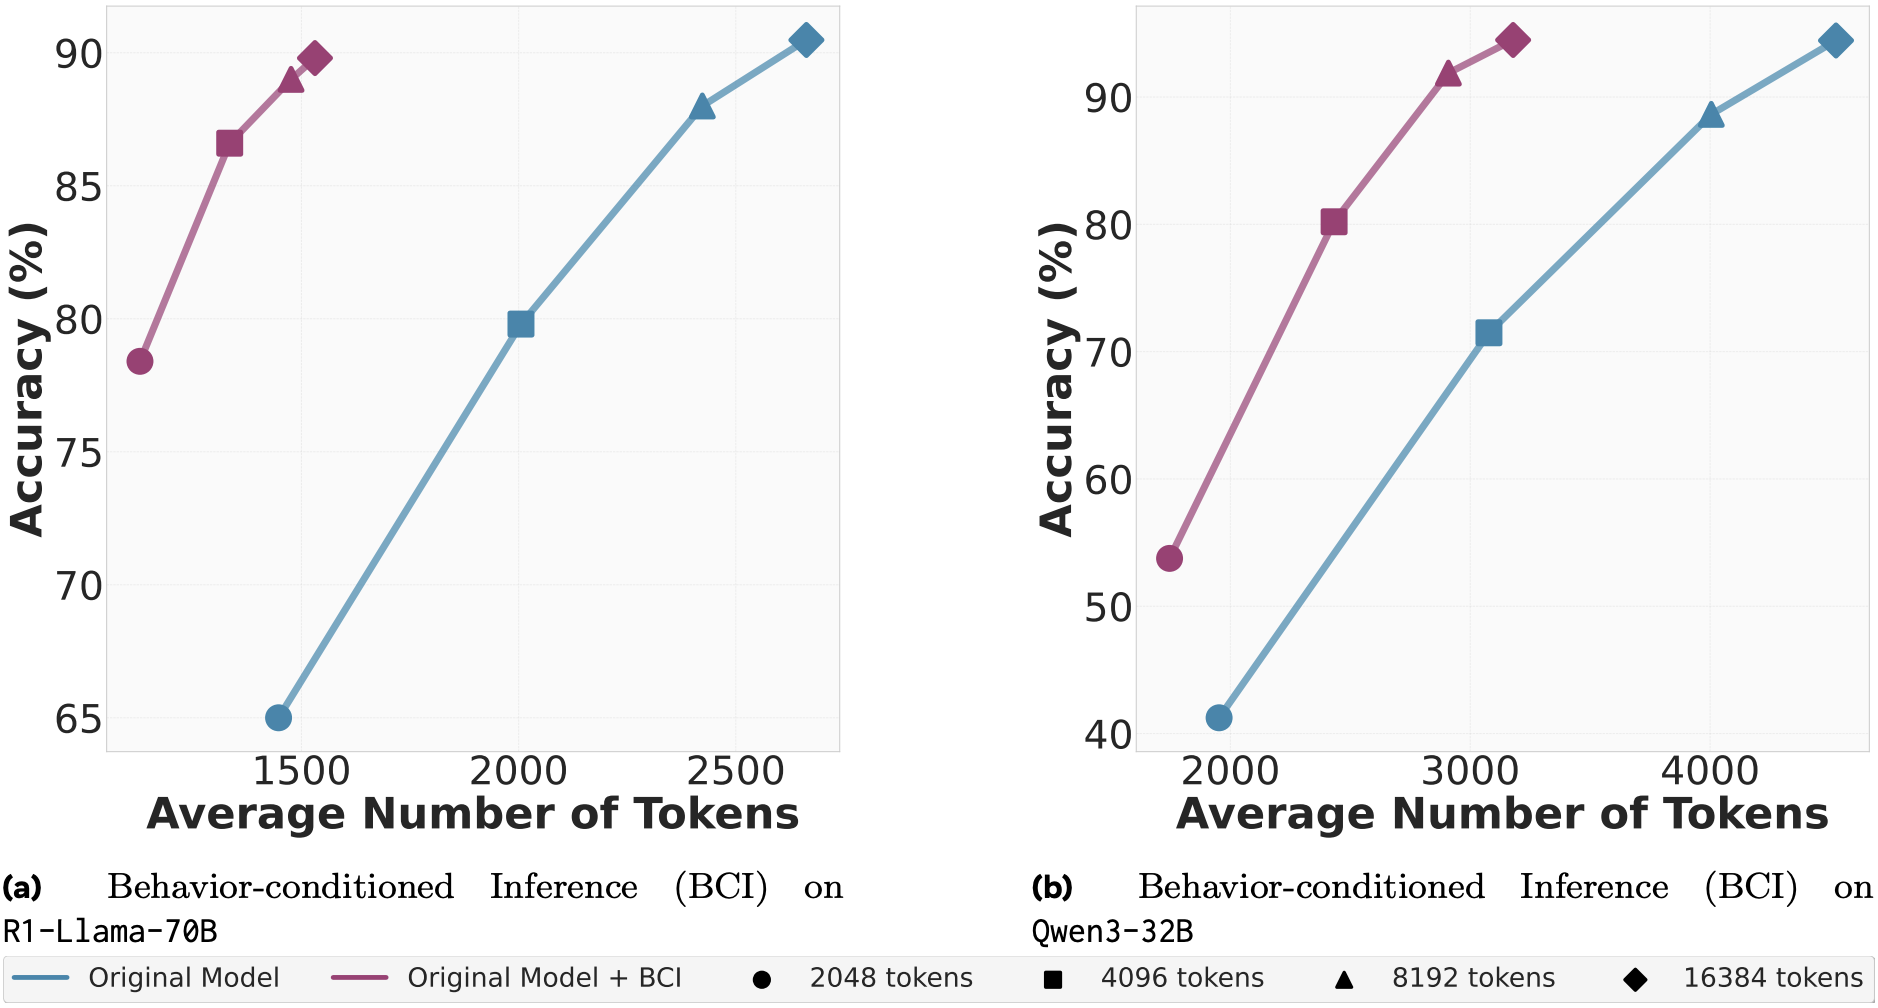 90
85
80
75
70
65
Accuracy (%)
1500 2000 2500
Average Number of Tokens
90
80
70
60
50
40
Accuracy (%)
2000 3000 4000
Average Number of Tokens
(a) Behavior-conditioned Inference (BCI) on
R1-Llama-70B
(b) Behavior-conditioned Inference (BCI) on
Qwen3-32B
Original Model Original Model + BCI 2048 tokens 4096 tokens 8192 tokens 16384 tokens